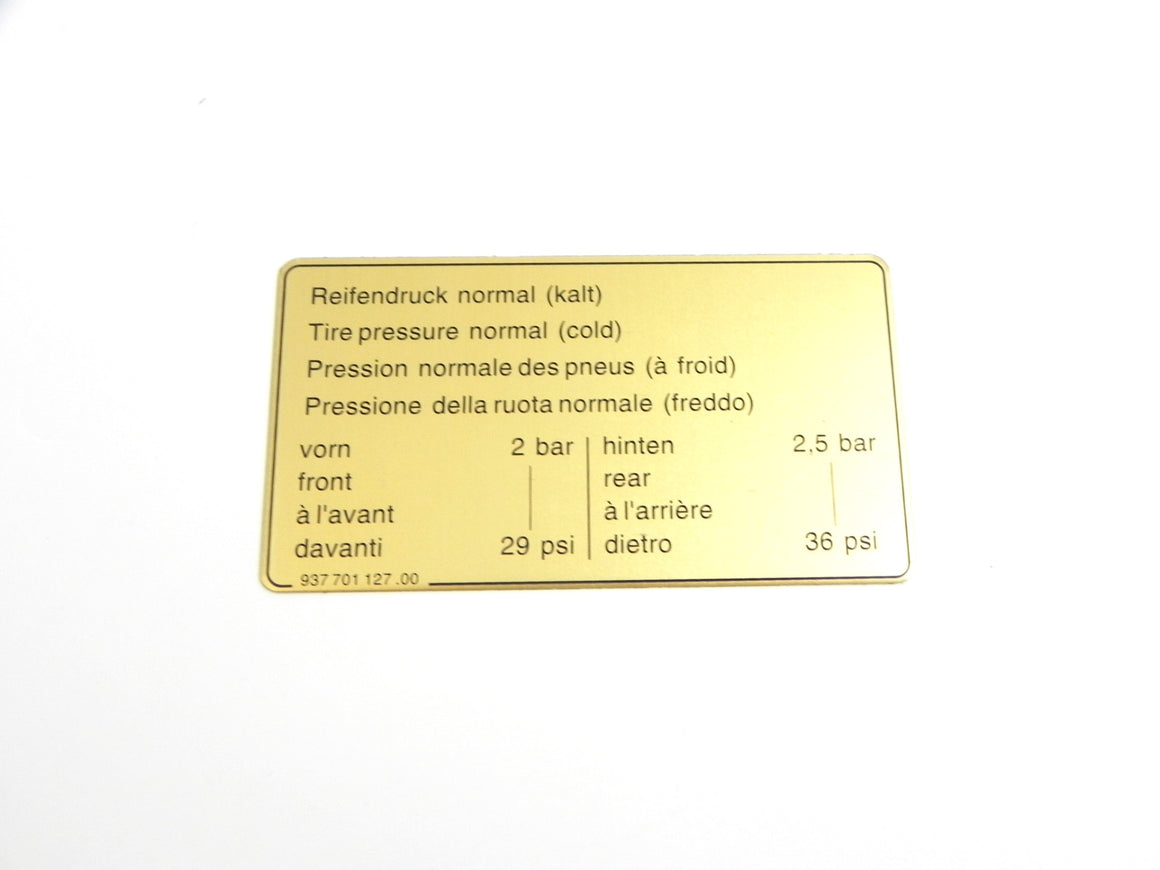 Reifendruck normal (kalt)
Tire pressure normal (cold)
Pression normale des pneus (à froid)
Pressione della ruota normale (freddo)
vorn 2 bar hinten 2,5 bar
front rear
à l'avant à l'arrière
davanti 29 psi dietro 36 psi
937 701 127.00